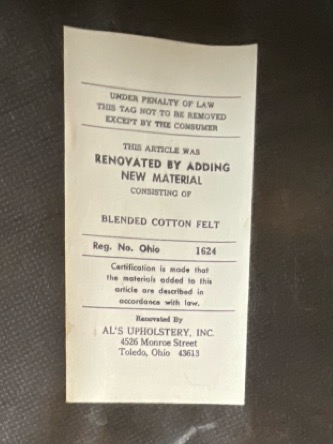 UNDER PENALTY OF LAW
THIS TAG NOT TO BE REMOVED
EXCEPT BY THE CONSUMER
THIS ARTICLE WAS
RENOVATED BY ADDING
NEW MATERIAL
CONSISTING OF
BLENDED COTTON FELT
Reg. No. Ohio 1624
Certification is made that
the materials added to this
article are described in
accordance with law.
Renovated By
AL'S UPHOLSTERY, INC.
4526 Monroe Street
Toledo, Ohio 43613